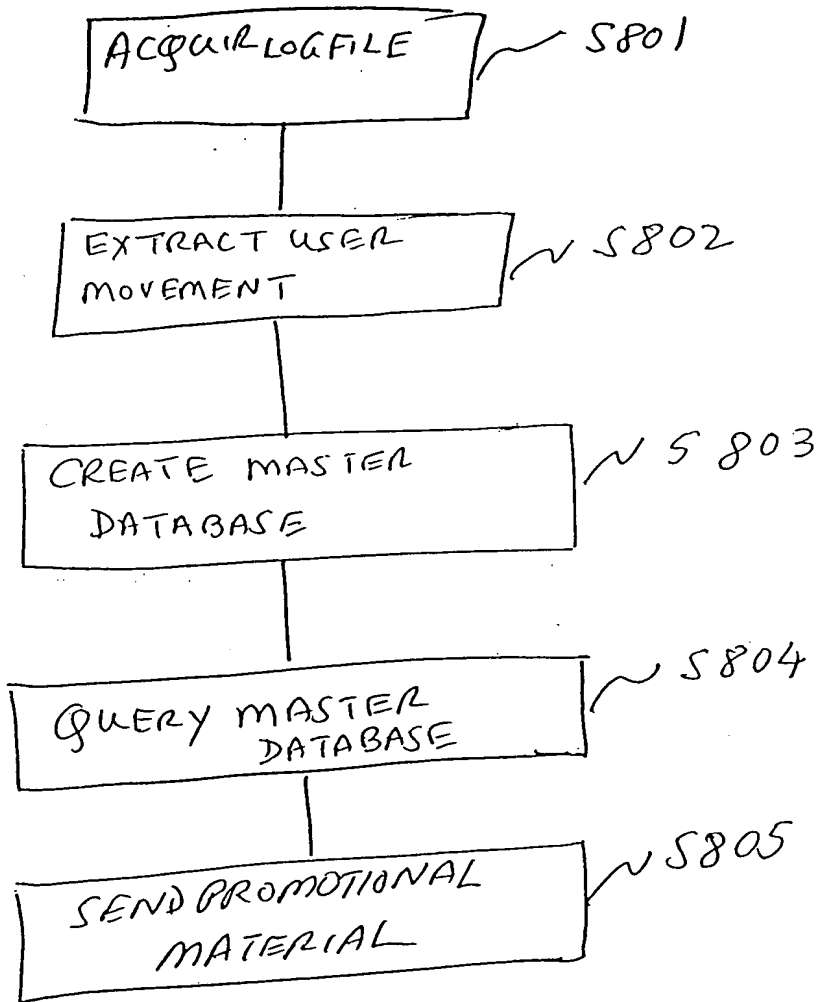 ACQUIR LOGFILE
S801
EXTRACT USER
MOVEMENT
S802
CREATE MASTER
DATABASE
S803
QUERY MASTER
DATABASE
S804
SEND PROMOTIONAL
MATERIAL
S805